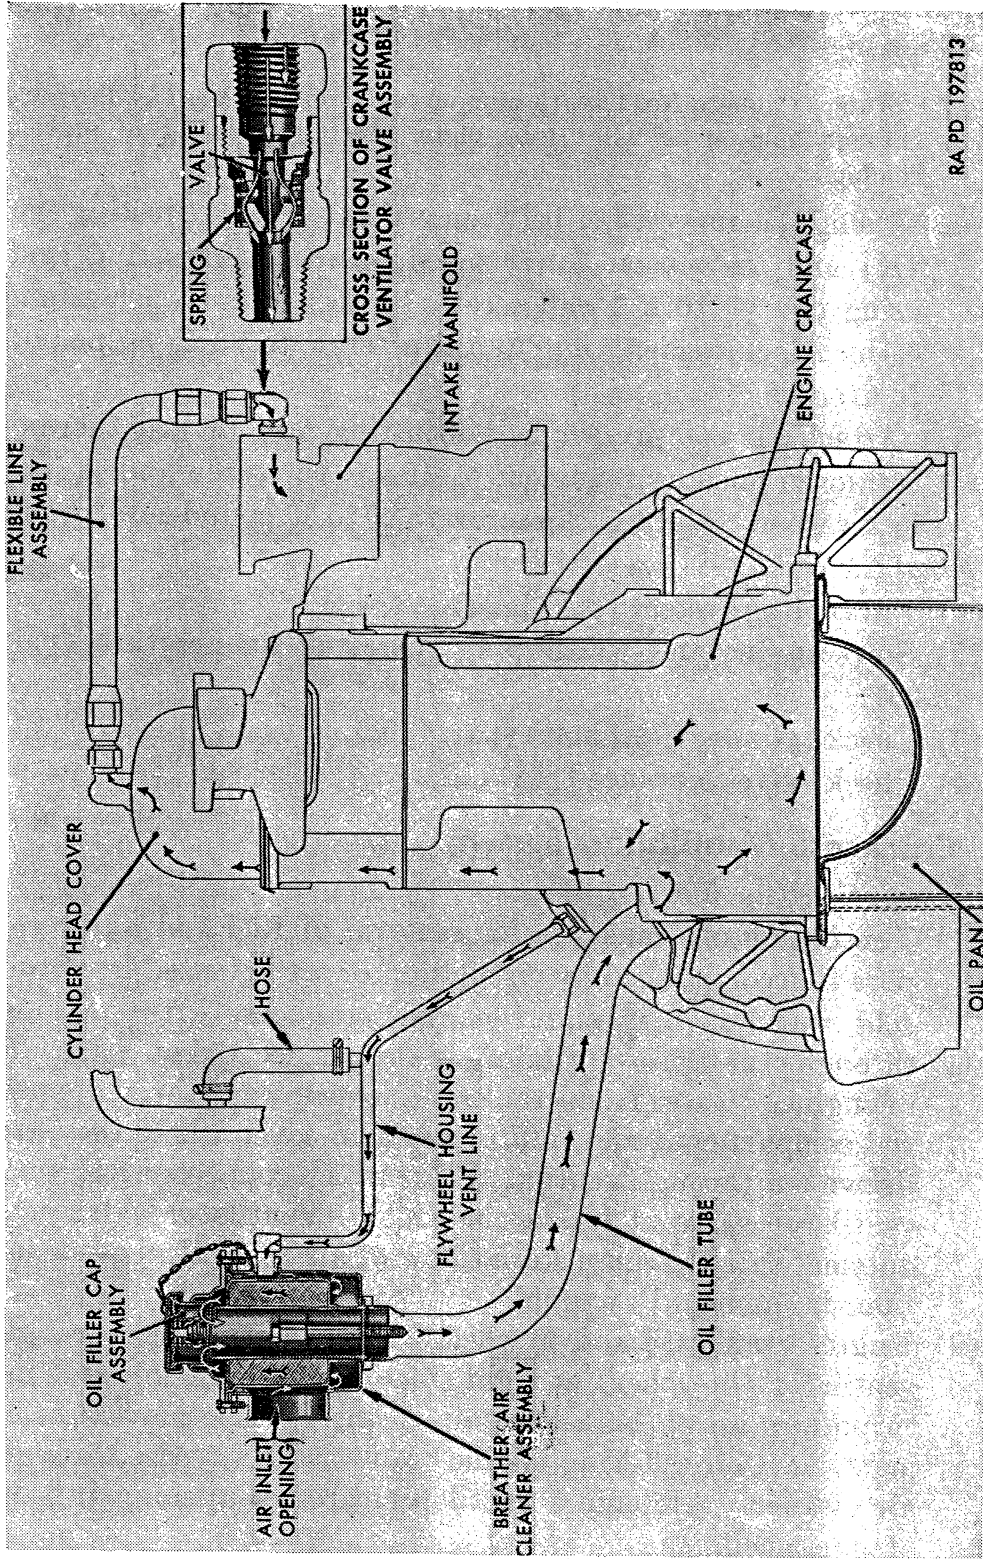 AIR INLET
OPENING
OIL FILLER CAP
ASSEMBLY
BREATHER AIR
CLEANER ASSEMBLY
FLYWHEEL HOUSING
VENT LINE
OIL FILLER TUBE
HOSE
CYLINDER HEAD COVER
OIL PAN
FLEXIBLE LINE
ASSEMBLY
INTAKE MANIFOLD
ENGINE CRANKCASE
SPRING
VALVE
CROSS SECTION OF CRANKCASE
VENTILATOR VALVE ASSEMBLY
RA PD 197813